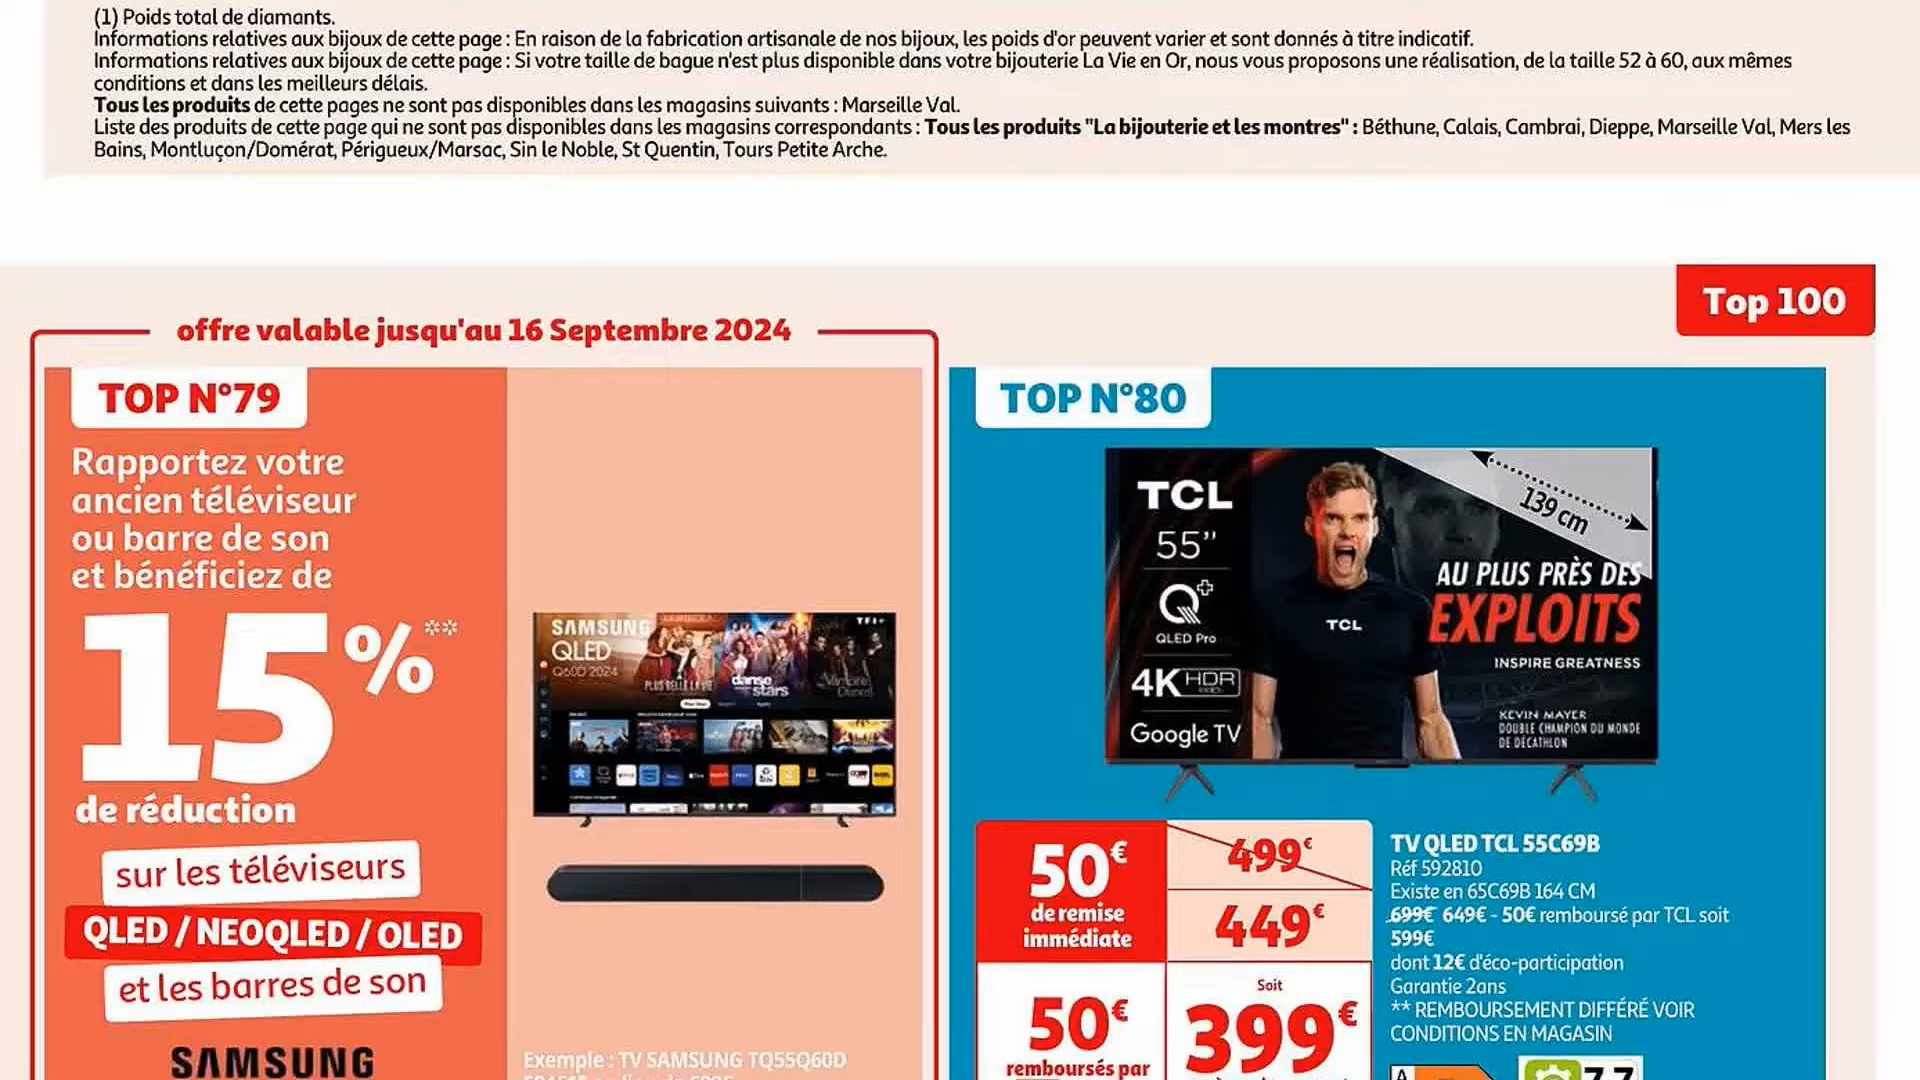 (1) Poids total de diamants.
Informations relatives aux bijoux de cette page : En raison de la fabrication artisanale de nos bijoux, les poids d'or peuvent varier et sont donnés à titre indicatif.
Informations relatives aux bijoux de cette page : Si votre taille de bague n'est plus disponible dans votre bijouterie La Vie en Or, nous vous proposons une réalisation, de la taille 52 à 60, aux mêmes
conditions et dans les meilleurs délais.
Tous les produits de cette pages ne sont pas disponibles dans les magasins suivants : Marseille Val.
Liste des produits de cette page qui ne sont pas disponibles dans les magasins correspondants : Tous les produits "La bijouterie et les montres" : Béthune, Calais, Cambrai, Dieppe, Marseille Val, Mers les
Bains, Montluçon/Domérat, Périgueux/Marsac, Sin le Noble, St Quentin, Tours Petite Arche.
Top 100
offre valable jusqu'au 16 Septembre 2024
TOP N°79
Rapportez votre
ancien téléviseur
ou barre de son
et bénéficiez de
15%**
de réduction
sur les téléviseurs
QLED / NEOQLED / OLED
et les barres de son
SAMSUNG
SAMSUNG
QLED
Q60D 2024
TF1+
PLUS BELLE LA VIE
danse
stars
Vampire
Diaries
Exemple : TV SAMSUNG TQ55Q60D
TOP N°80
TCL
55"
QLED Pro
4K HDR
Google TV
TCL
139 cm
AU PLUS PRÈS DES
EXPLOITS
INSPIRE GREATNESS
KEVIN MAYER
DOUBLE CHAMPION DU MONDE
DE DÉCATHLON
50€
de remise
immédiate
499€
449€
50€
remboursés par
Soit
399€
TV QLED TCL 55C69B
Réf 592810
Existe en 65C69B 164 CM
699€ 649€ - 50€ remboursé par TCL soit
599€
dont 12€ d'éco-participation
Garantie 2ans
** REMBOURSEMENT DIFFÉRÉ VOIR
CONDITIONS EN MAGASIN
A
7,7